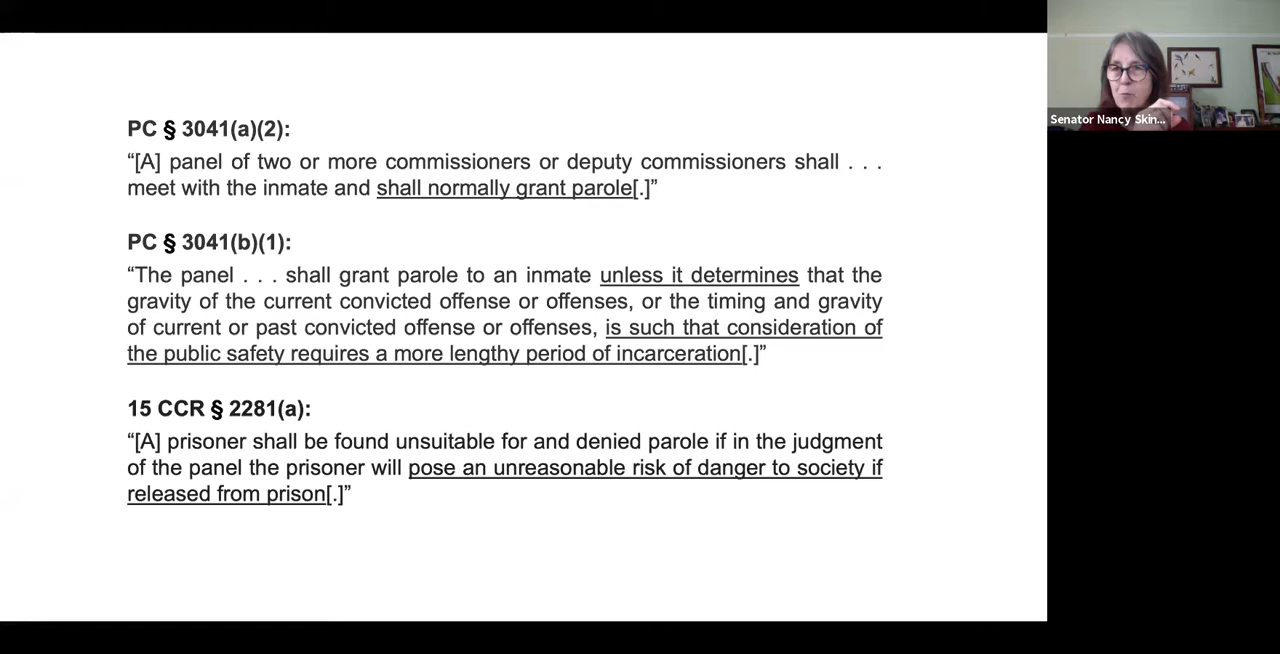 PC § 3041(a)(2):
“[A] panel of two or more commissioners or deputy commissioners shall . . .
meet with the inmate and shall normally grant parole[.]”
PC § 3041(b)(1):
“The panel . . . shall grant parole to an inmate unless it determines that the
gravity of the current convicted offense or offenses, or the timing and gravity
of current or past convicted offense or offenses, is such that consideration of
the public safety requires a more lengthy period of incarceration[.]”
15 CCR § 2281(a):
“[A] prisoner shall be found unsuitable for and denied parole if in the judgment
of the panel the prisoner will pose an unreasonable risk of danger to society if
released from prison[.]”
Senator Nancy Skin...